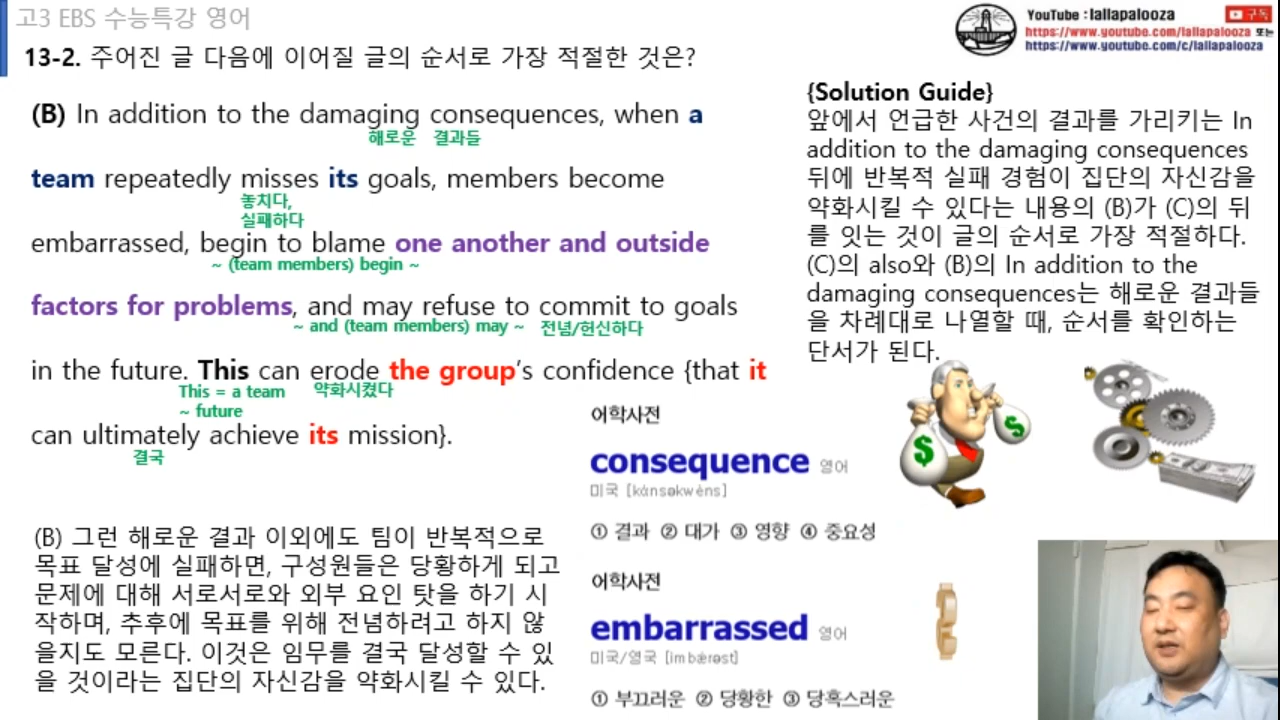 고3 EBS 수능특강 영어
YouTube : lallapalooza
구독
https://www.youtube.com/lallapalooza 또는
https://www.youtube.com/c/lallapalooza
13-2. 주어진 글 다음에 이어질 글의 순서로 가장 적절한 것은?
(B) In addition to the damaging consequences, when a
해로운 결과들
team repeatedly misses its goals, members become
놓치다,
실패하다
embarrassed, begin to blame one another and outside
~ (team members) begin ~
factors for problems, and may refuse to commit to goals
~ and (team members) may ~ 전념/헌신하다
in the future. This can erode the group's confidence {that it
This = a team 약화시켰다
~ future
can ultimately achieve its mission}.
결국
(B) 그런 해로운 결과 이외에도 팀이 반복적으로
목표 달성에 실패하면, 구성원들은 당황하게 되고
문제에 대해 서로서로와 외부 요인 탓을 하기 시
작하며, 추후에 목표를 위해 전념하려고 하지 않
을지도 모른다. 이것은 임무를 결국 달성할 수 있
을 것이라는 집단의 자신감을 약화시킬 수 있다.
{Solution Guide}
앞에서 언급한 사건의 결과를 가리키는 In
addition to the damaging consequences
뒤에 반복적 실패 경험이 집단의 자신감을
약화시킬 수 있다는 내용의 (B)가 (C)의 뒤
를 잇는 것이 글의 순서로 가장 적절하다.
(C)의 also와 (B)의 In addition to the
damaging consequences는 해로운 결과들
을 차례대로 나열할 때, 순서를 확인하는
단서가 된다.
어학사전
consequence 영어
미국 [kɑ́nsəkwèns]
① 결과 ② 대가 ③ 영향 ④ 중요성
어학사전
embarrassed 영어
미국/영국 [imbǽrəst]
① 부끄러운 ② 당황한 ③ 당혹스러운
$
$